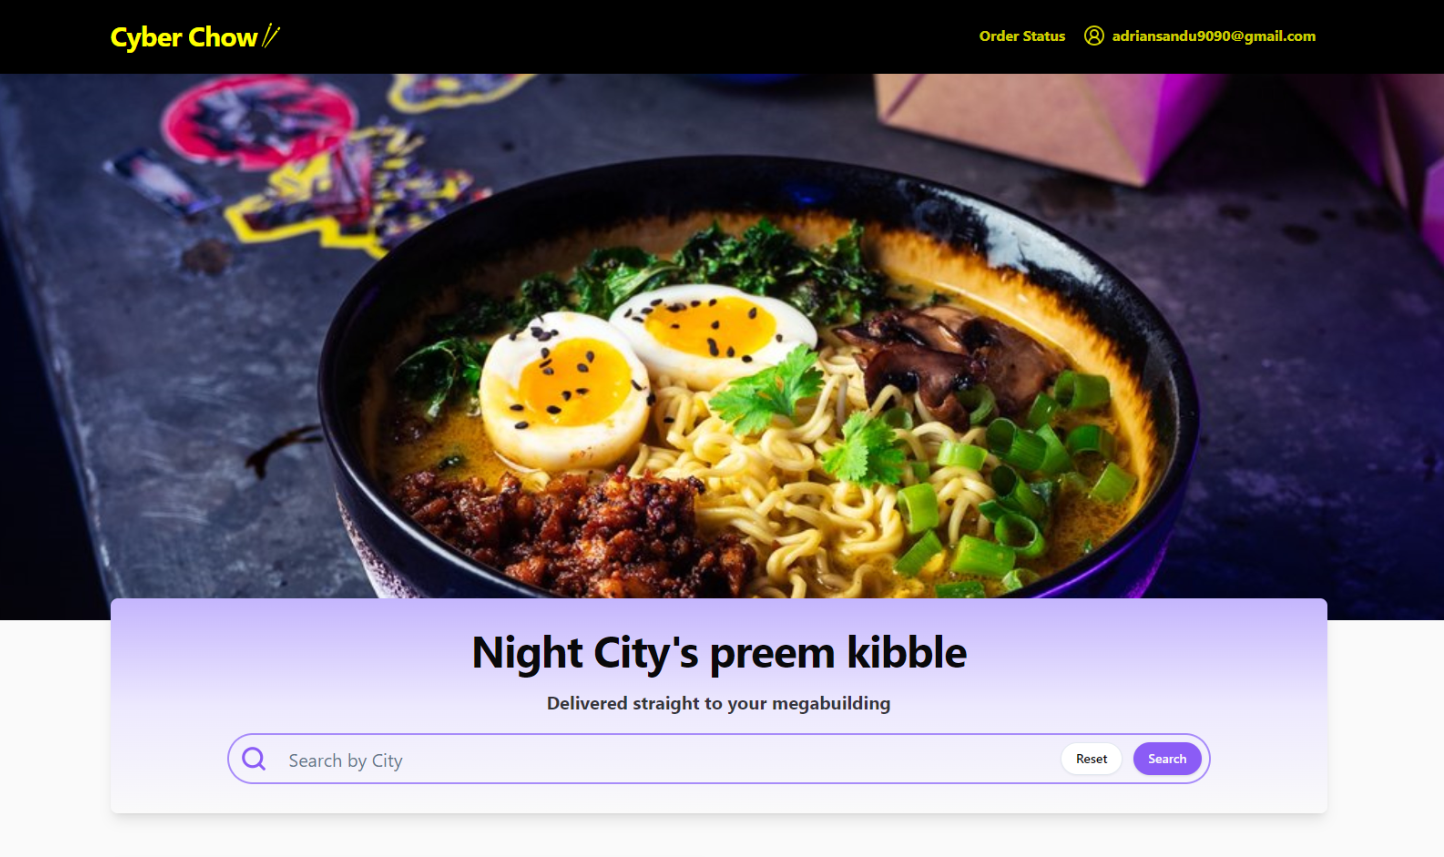 Cyber Chow
Order Status
adriansandu9090@gmail.com
Night City's preem kibble
Delivered straight to your megabuilding
Search by City
Reset
Search